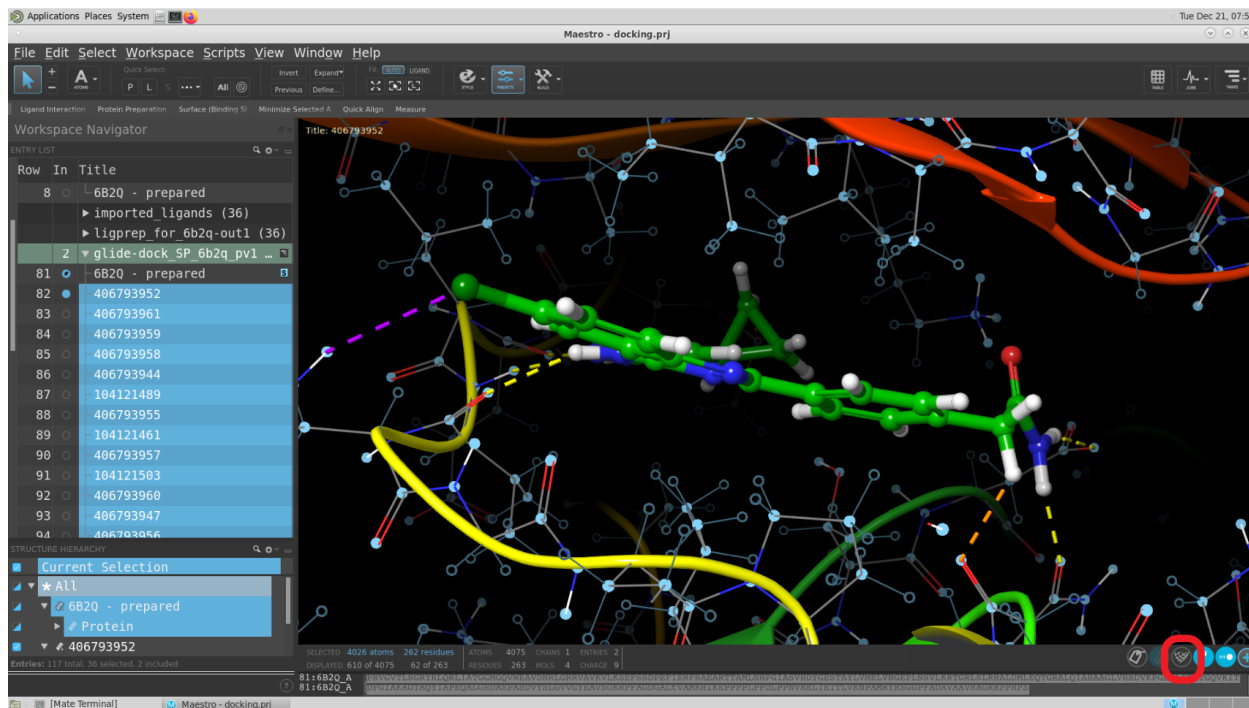 Applications Places System
Tue Dec 21, 07:5
Maestro - docking.prj
File Edit Select Workspace Scripts View Window Help
Quick Select:
Invert Expand
Fit: AUTO LIGAND
ATOMS
P L S All
Previous Define...
STYLE PRESETS BUILD
TABLE JOBS TASKS
Ligand Interaction Protein Preparation Surface (Binding Si Minimize Selected A Quick Align Measure
Workspace Navigator
Title: 406793952
ENTRY LIST
Row In Title
8 6B2Q - prepared
imported_ligands (36)
ligprep_for_6b2q-out1 (36)
2 glide-dock_SP_6b2q_pv1 ...
81 6B2Q - prepared S
82 406793952
83 406793961
84 406793959
85 406793958
86 406793944
87 104121489
88 406793955
89 104121461
90 406793957
91 104121503
92 406793960
93 406793947
94 406793956
STRUCTURE HIERARCHY
Current Selection
All
6B2Q - prepared
Protein
406793952
Entries: 117 total, 36 selected, 2 included
SELECTED 4026 atoms 262 residues ATOMS 4075 CHAINS 1 ENTRIES 2
DISPLAYED 610 of 4075 62 of 263 RESIDUES 263 MOLS 4 CHARGE 9
81:6B2Q_A
81:6B2Q_A
[Mate Terminal] Maestro - docking.prj